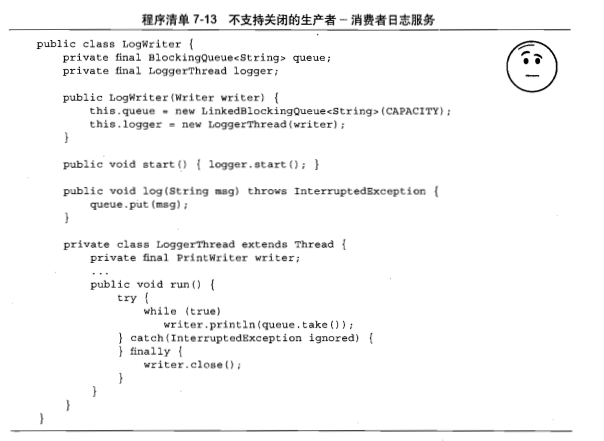 程序清单 7-13 不支持关闭的生产者－消费者日志服务
public class LogWriter {
    private final BlockingQueue<String> queue;
    private final LoggerThread logger;

    public LogWriter(Writer writer) {
        this.queue = new LinkedBlockingQueue<String>(CAPACITY);
        this.logger = new LoggerThread(writer);
    }

    public void start() { logger.start(); }

    public void log(String msg) throws InterruptedException {
        queue.put(msg);
    }

    private class LoggerThread extends Thread {
        private final PrintWriter writer;
        ...
        public void run() {
            try {
                while (true)
                   writer.println(queue.take());
            } catch(InterruptedException ignored) {
            } finally {
                writer.close();
            }
        }
    }
}